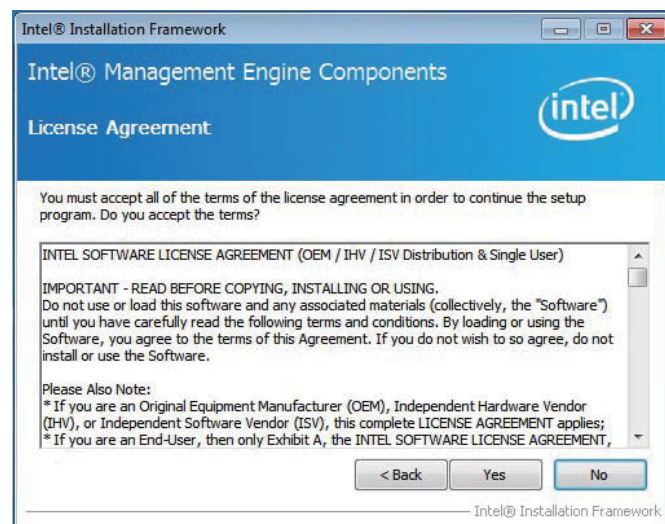 Intel® Installation Framework
Intel® Management Engine Components
License Agreement
intel
You must accept all of the terms of the license agreement in order to continue the setup
program. Do you accept the terms?
INTEL SOFTWARE LICENSE AGREEMENT (OEM / IHV / ISV Distribution & Single User)
IMPORTANT - READ BEFORE COPYING, INSTALLING OR USING.
Do not use or load this software and any associated materials (collectively, the "Software")
until you have carefully read the following terms and conditions. By loading or using the
Software, you agree to the terms of this Agreement. If you do not wish to so agree, do not
install or use the Software.
Please Also Note:
* If you are an Original Equipment Manufacturer (OEM), Independent Hardware Vendor
(IHV), or Independent Software Vendor (ISV), this complete LICENSE AGREEMENT applies;
* If you are an End-User, then only Exhibit A, the INTEL SOFTWARE LICENSE AGREEMENT,
< Back Yes No
Intel® Installation Framework